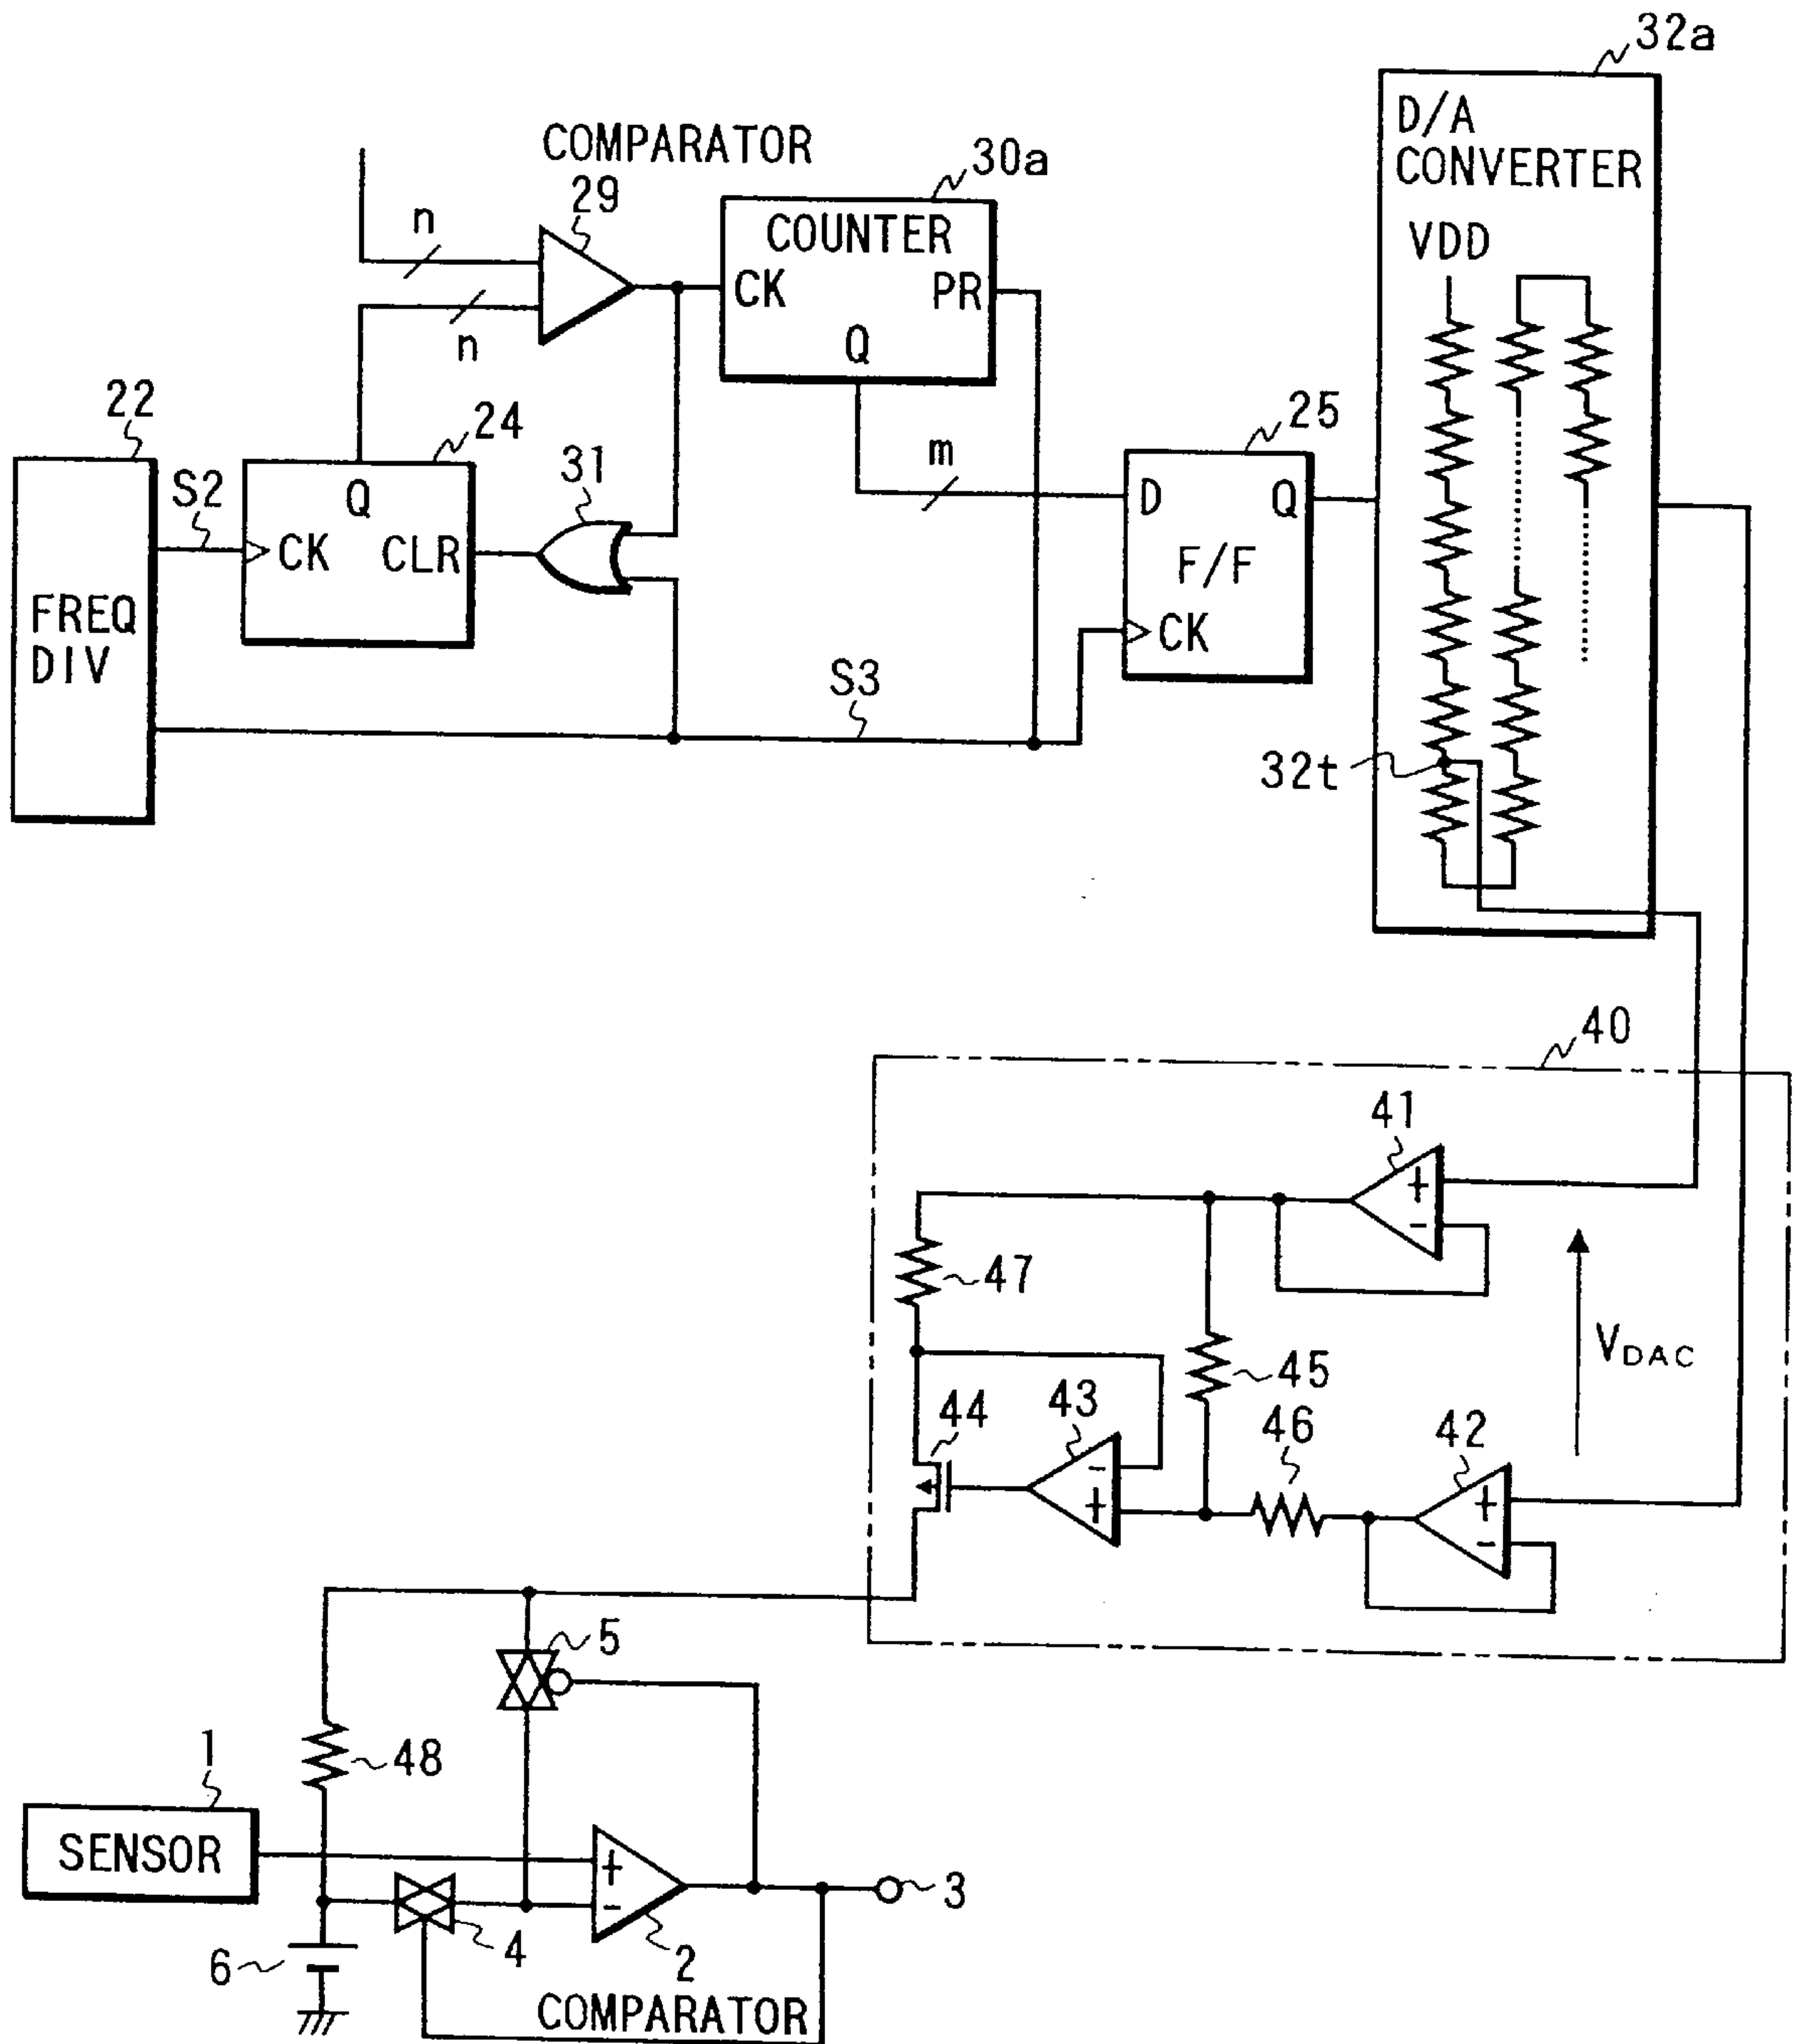 32a
D/A
CONVERTER
VDD
COMPARATOR
29
30a
n
n
COUNTER
CK
PR
Q
22
24
31
m
25
S2
Q
CK
CLR
D
Q
F/F
CK
FREQ
DIV
S3
32t
40
41
+
-
47
45
VDAC
44
43
46
42
-
+
+
-
5
1
48
SENSOR
+
-
3
6
4
2
COMPARATOR